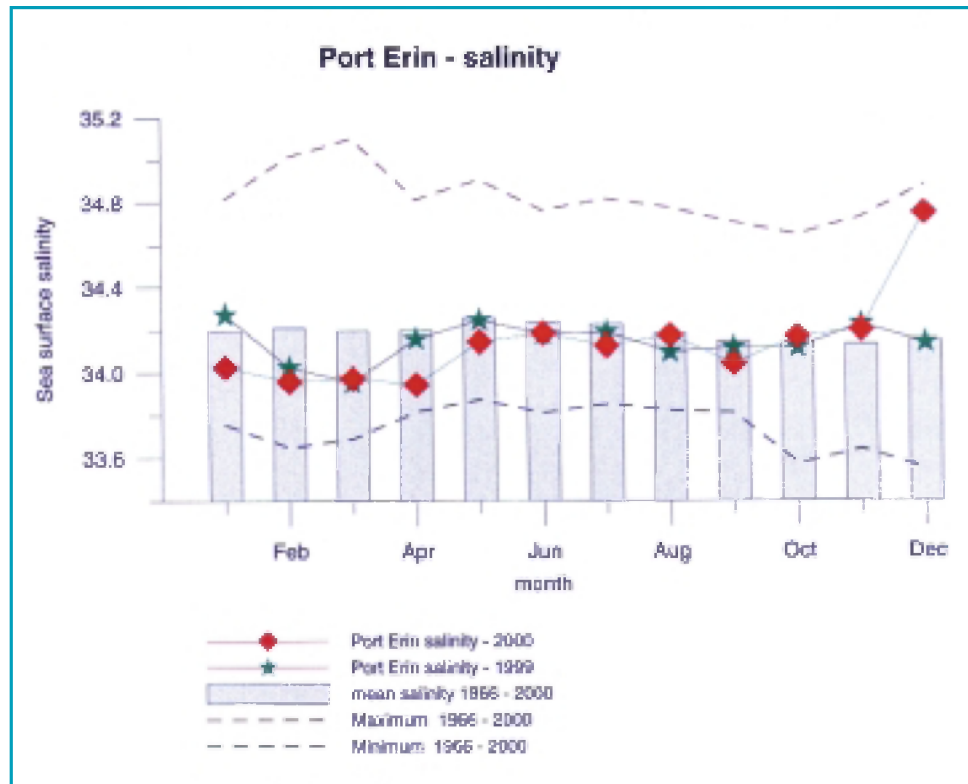 Port Erin - salinity
35.2
34.8
34.4
34.0
33.6
Sea surface salinity
Feb Apr Jun Aug Oct Dec
month
Port Erin salinity - 2000
Port Erin salinity - 1999
mean salinity 1966 - 2000
Maximum 1966 - 2000
Minimum 1966 - 2000